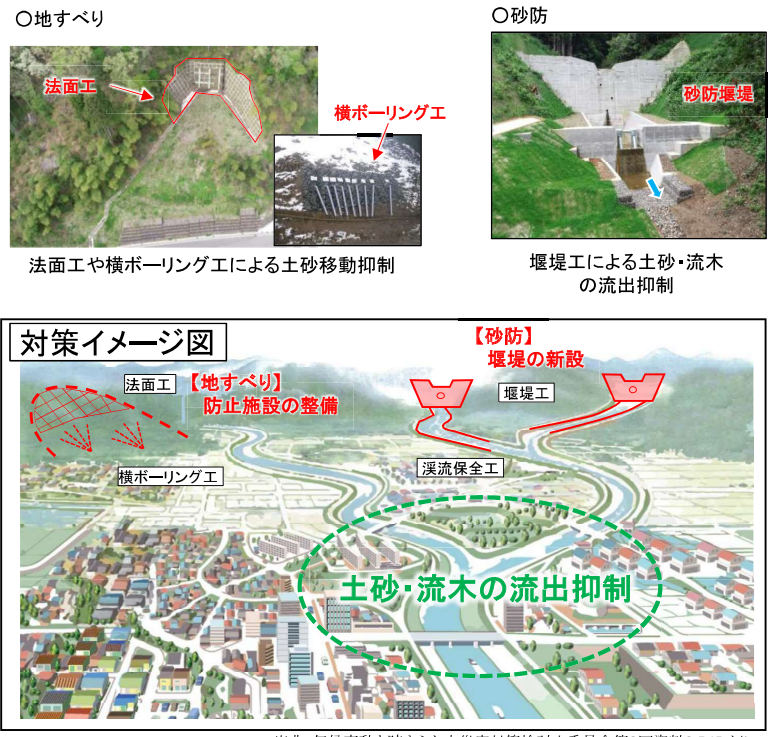 〇地すべり
法面工
横ボーリング工
法面工や横ボーリング工による土砂移動抑制
〇砂防
砂防堰堤
堰堤工による土砂・流木
の流出抑制
対策イメージ図
法面工
【地すべり】
防止施設の整備
横ボーリング工
【砂防】
堰堤の新設
堰堤工
渓流保全工
土砂・流木の流出抑制